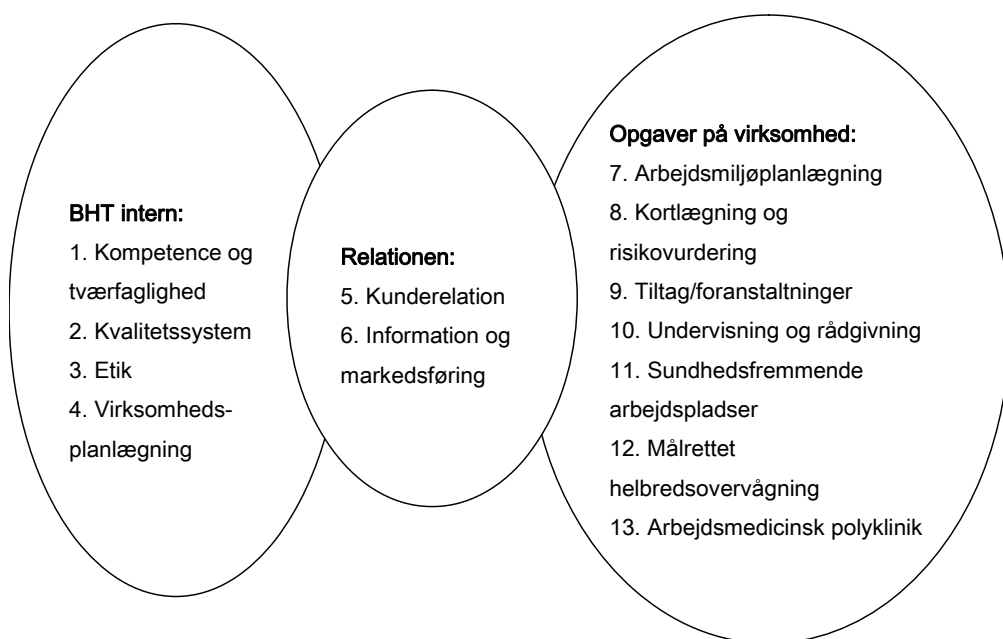 BHT intern:
1. Kompetence og
tværfaglighed
2. Kvalitetssystem
3. Etik
4. Virksomheds-
planlægning
Relationen:
5. Kunderelation
6. Information og
markedsføring
Opgaver på virksomhed:
7. Arbejdsmiljøplanlægning
8. Kortlægning og
risikovurdering
9. Tiltag/foranstaltninger
10. Undervisning og rådgivning
11. Sundhedsfremmende
arbejdspladser
12. Målrettet
helbredsovervågning
13. Arbejdsmedicinsk polyklinik